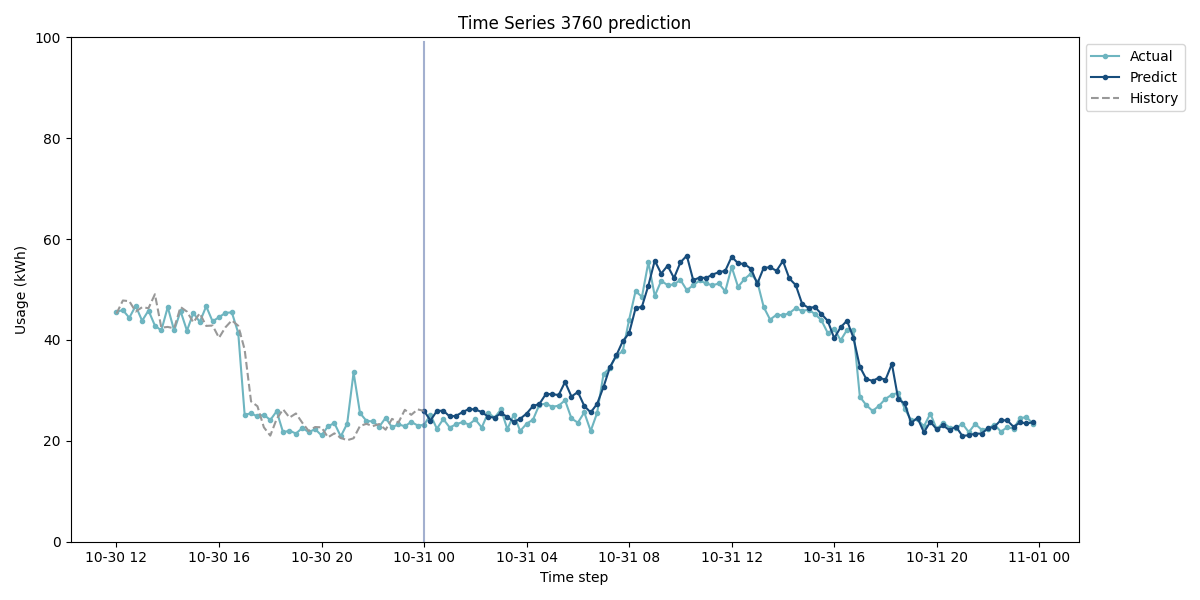 Time Series 3760 prediction
100
80
60
40
20
0
Usage (kWh)
10-30 12
10-30 16
10-30 20
10-31 00
10-31 04
10-31 08
10-31 12
10-31 16
10-31 20
11-01 00
Time step
Actual
Predict
History